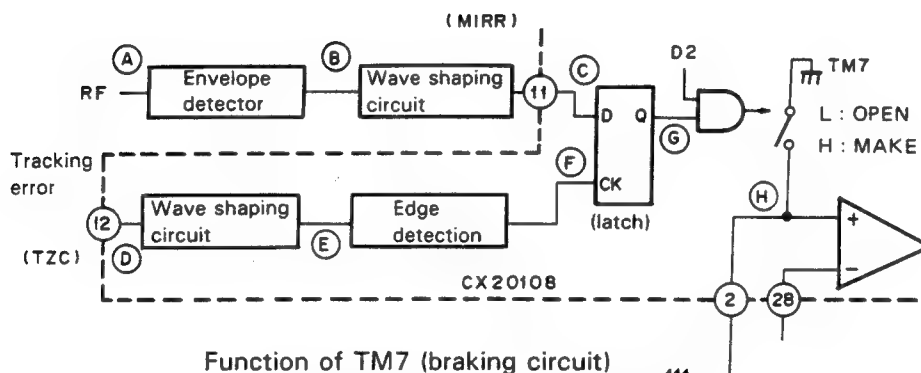 (MIRR)
A
B
C
D2
TM7
RF
Envelope detector
Wave shaping circuit
11
D Q
G
L : OPEN
H : MAKE
Tracking error
F
CK
H
12
Wave shaping circuit
Edge detection
(latch)
+
(TZC)
D
E
−
CX20108
2
28
Function of TM7 (braking circuit)